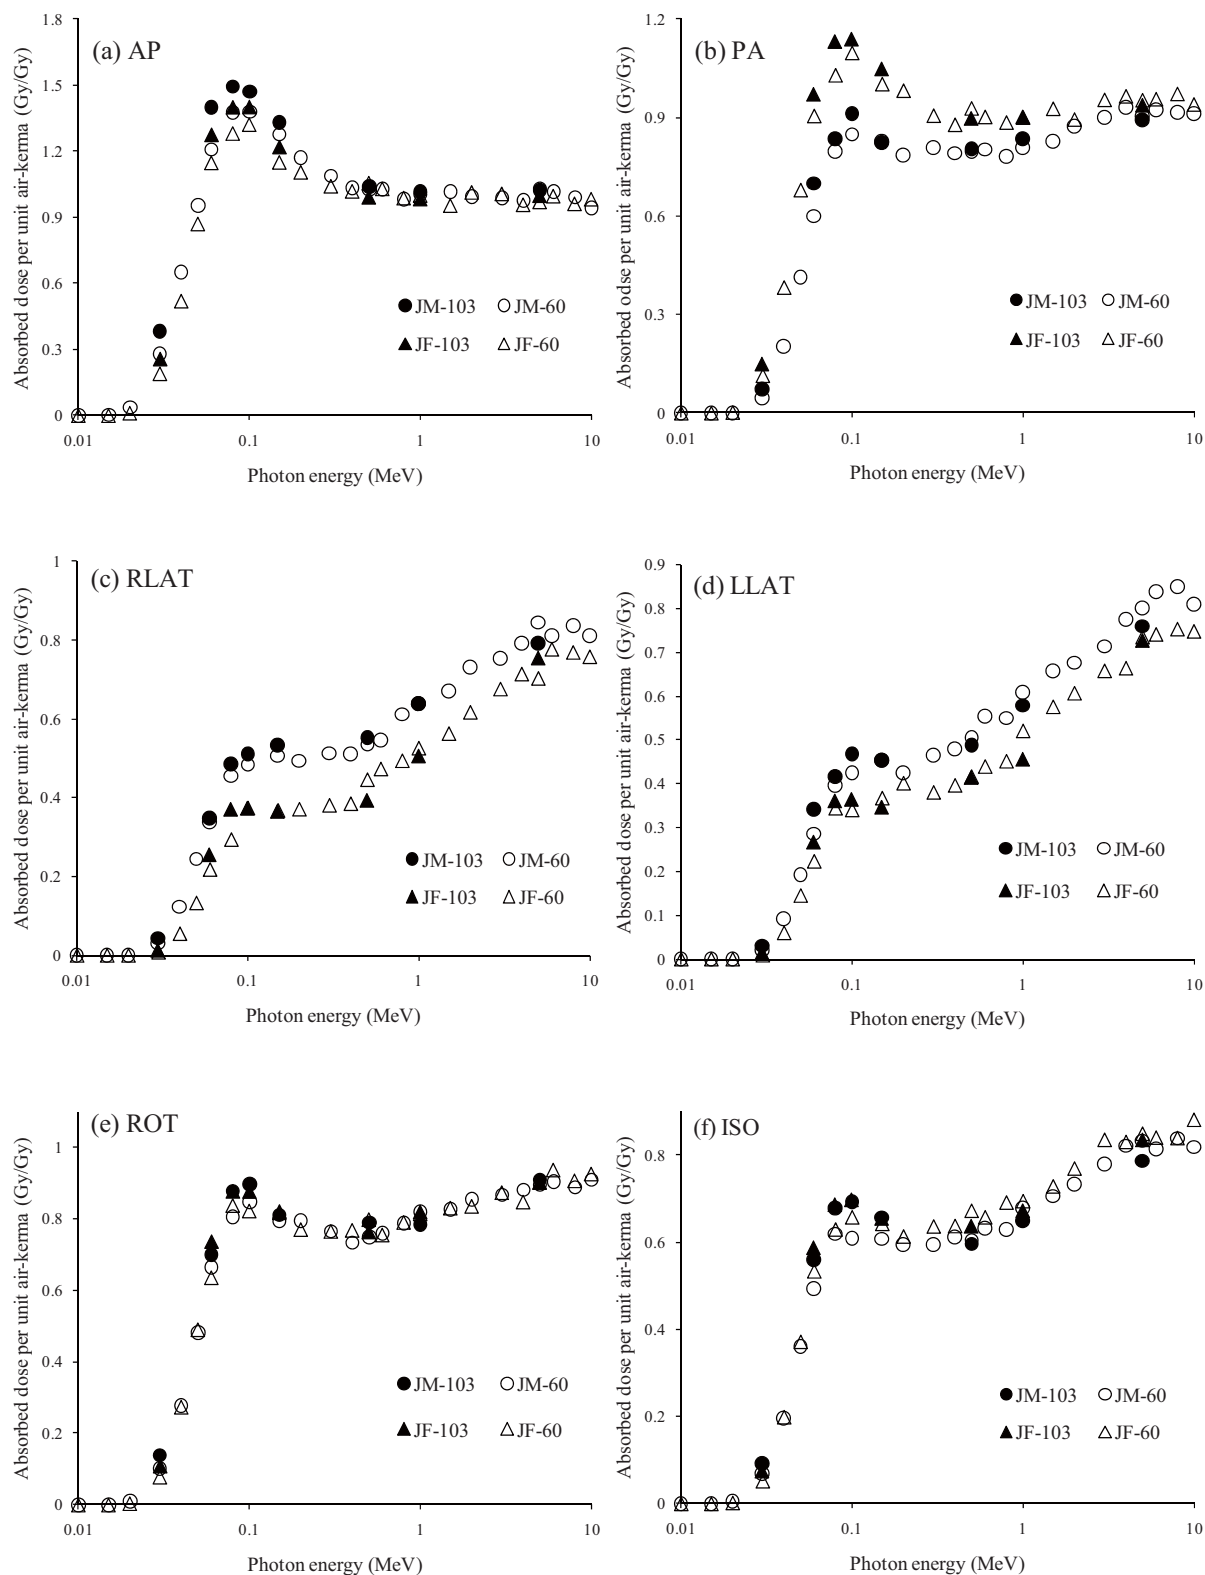 (a) AP
Absorbed dose per unit air-kerma (Gy/Gy)
1.8
1.5
1.2
0.9
0.6
0.3
0
JM-103 JM-60
JF-103 JF-60
0.01 0.1 1 10
Photon energy (MeV)
(b) PA
Absorbed odse per unit air-kerma (Gy/Gy)
1.2
0.9
0.6
0.3
0
JM-103 JM-60
JF-103 JF-60
0.01 0.1 1 10
Photon energy (MeV)
(c) RLAT
Absorbed dose per unit air-kerma (Gy/Gy)
1
0.8
0.6
0.4
0.2
0
JM-103 JM-60
JF-103 JF-60
0.01 0.1 1 10
Photon energy (MeV)
(d) LLAT
Absorbed dose per unit air-kerma (Gy/Gy)
0.9
0.8
0.7
0.6
0.5
0.4
0.3
0.2
0.1
0
JM-103 JM-60
JF-103 JF-60
0.01 0.1 1 10
Photon energy (MeV)
(e) ROT
Absorbed dose per unit air-kerma (Gy/Gy)
1
0.8
0.6
0.4
0.2
0
JM-103 JM-60
JF-103 JF-60
0.01 0.1 1 10
Photon energy (MeV)
(f) ISO
Absorbed dose per unit air-kerma (Gy/Gy)
0.8
0.6
0.4
0.2
0
JM-103 JM-60
JF-103 JF-60
0.01 0.1 1 10
Photon energy (MeV)